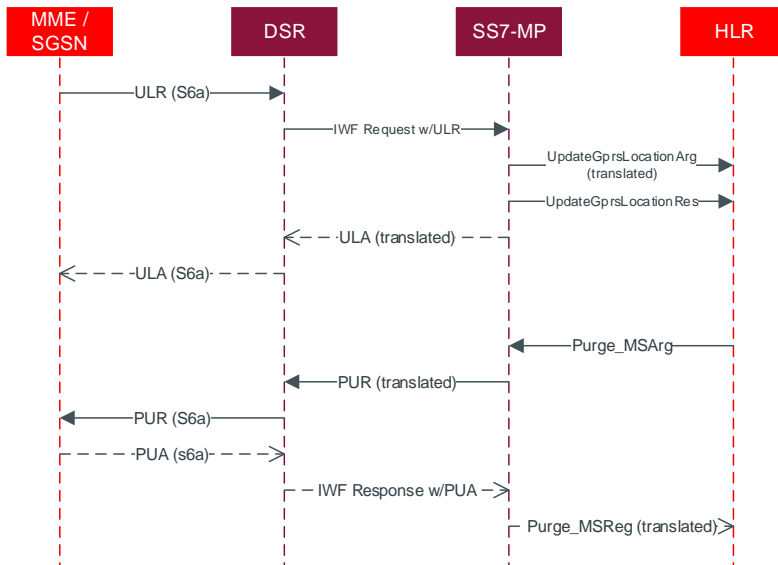 MME /
SGSN
DSR
SS7-MP
HLR
ULR (S6a)
IWF Request w/ULR
UpdateGprsLocationArg
(translated)
UpdateGprsLocationRes
ULA (translated)
ULA (S6a)
Purge_MSArg
PUR (translated)
PUR (S6a)
PUA (s6a)
IWF Response w/PUA
Purge_MSReg (translated)